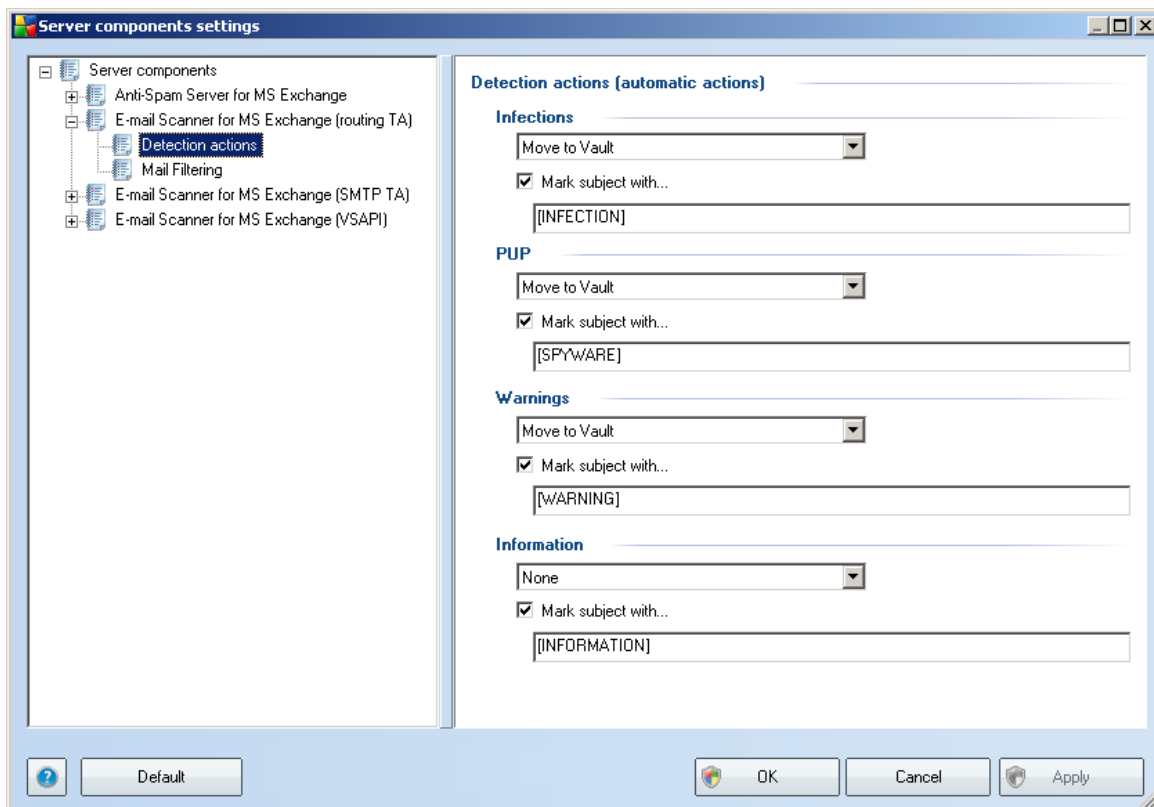 Server components settings
Server components
Anti-Spam Server for MS Exchange
E-mail Scanner for MS Exchange (routing TA)
Detection actions
Mail Filtering
E-mail Scanner for MS Exchange (SMTP TA)
E-mail Scanner for MS Exchange (VSAPI)
Detection actions (automatic actions)
Infections
Move to Vault
Mark subject with...
[INFECTION]
PUP
Move to Vault
Mark subject with...
[SPYWARE]
Warnings
Move to Vault
Mark subject with...
[WARNING]
Information
None
Mark subject with...
[INFORMATION]
Default
OK
Cancel
Apply